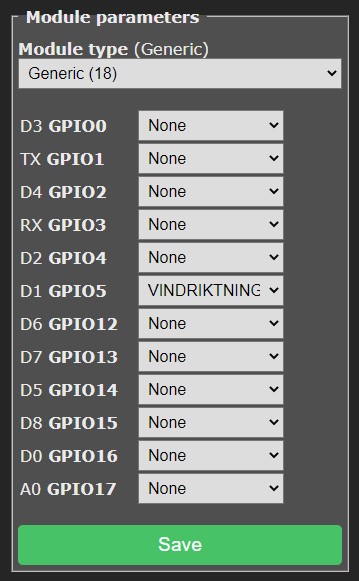 Module parameters
Module type (Generic)
Generic (18)
D3 GPIO0 None
TX GPIO1 None
D4 GPIO2 None
RX GPIO3 None
D2 GPIO4 None
D1 GPIO5 VINDRIKTNING
D6 GPIO12 None
D7 GPIO13 None
D5 GPIO14 None
D8 GPIO15 None
D0 GPIO16 None
A0 GPIO17 None
Save